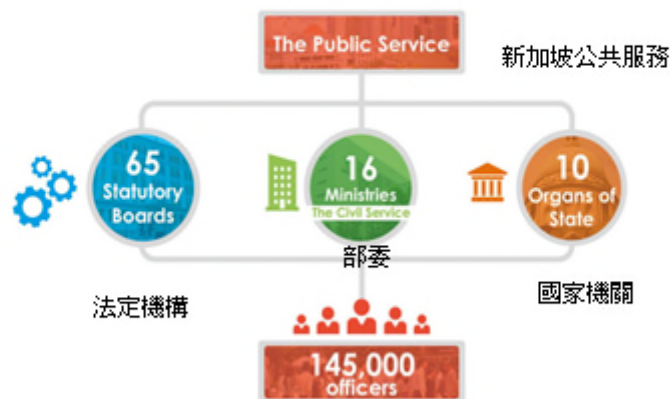 The Public Service
新加坡公共服務
65
Statutory
Boards
16
Ministries
The Civil Service
部委
10
Organs of
State
法定機構
國家機關
145,000
officers